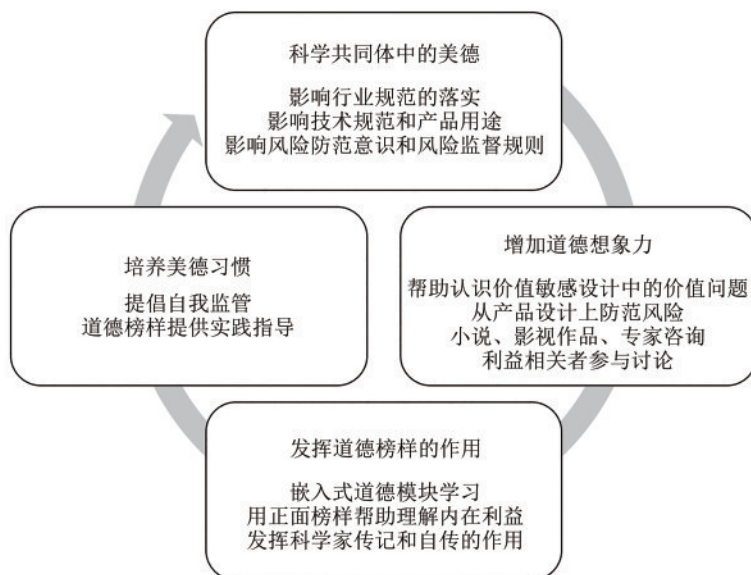 科学共同体中的美德
影响行业规范的落实
影响技术规范和产品用途
影响风险防范意识和风险监督规则
增加道德想象力
帮助认识价值敏感设计中的价值问题
从产品设计上防范风险
小说、影视作品、专家咨询
利益相关者参与讨论
发挥道德榜样的作用
嵌入式道德模块学习
用正面榜样帮助理解内在利益
发挥科学家传记和自传的作用
培养美德习惯
提倡自我监管
道德榜样提供实践指导